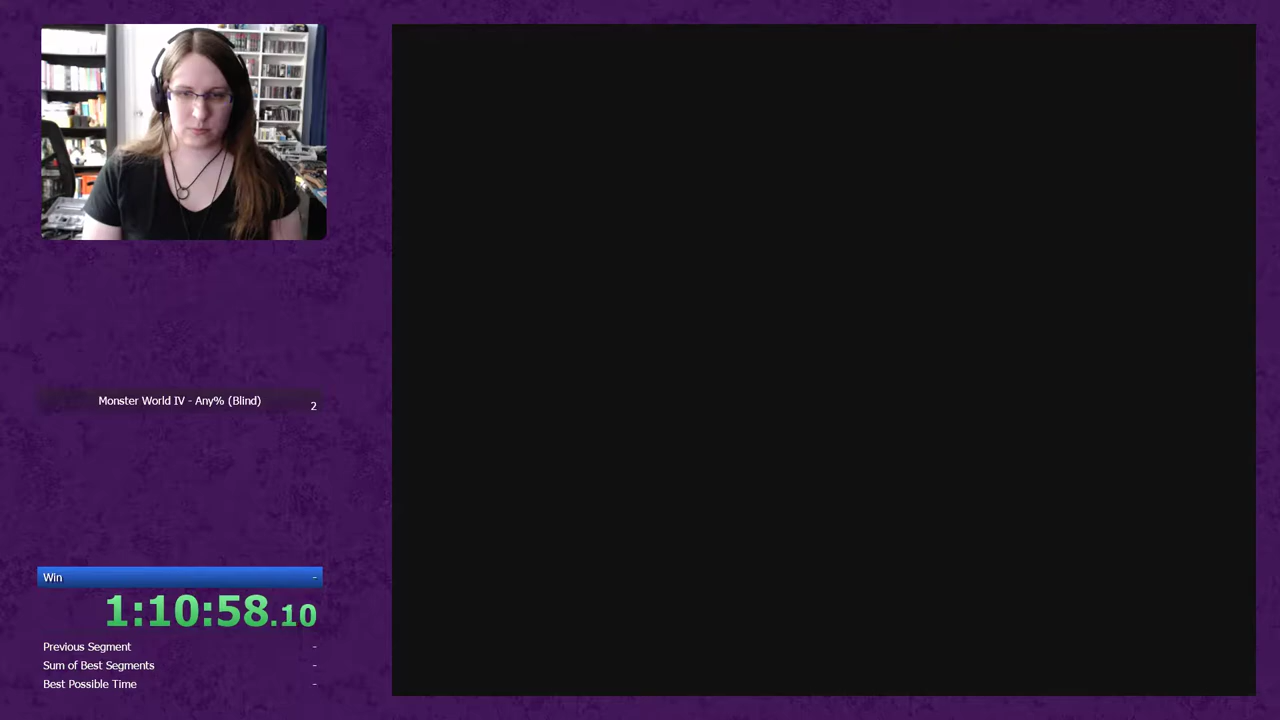 Monster World IV - Any% (Blind)
2
Win -
1:10:58.10
Previous Segment -
Sum of Best Segments -
Best Possible Time -